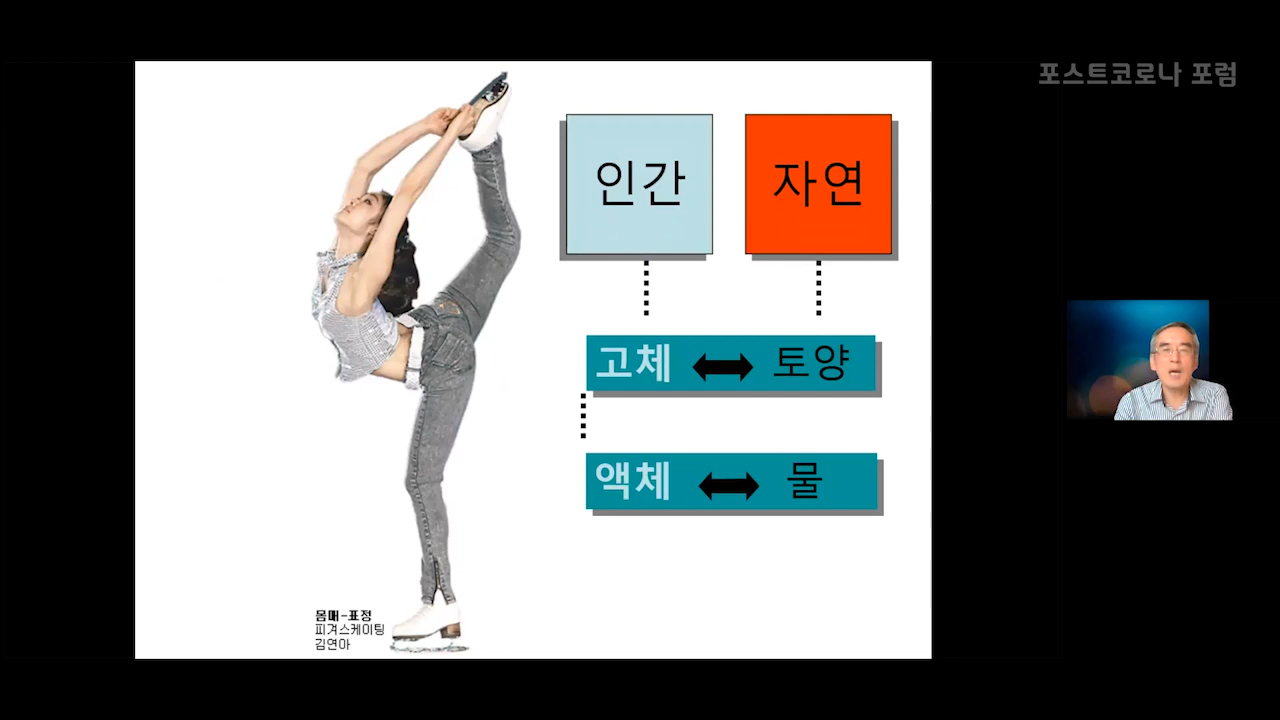 포스트코로나 포럼
인간
자연
고체 토양
액체 물
몸매-표정
피겨스케이팅
김연아